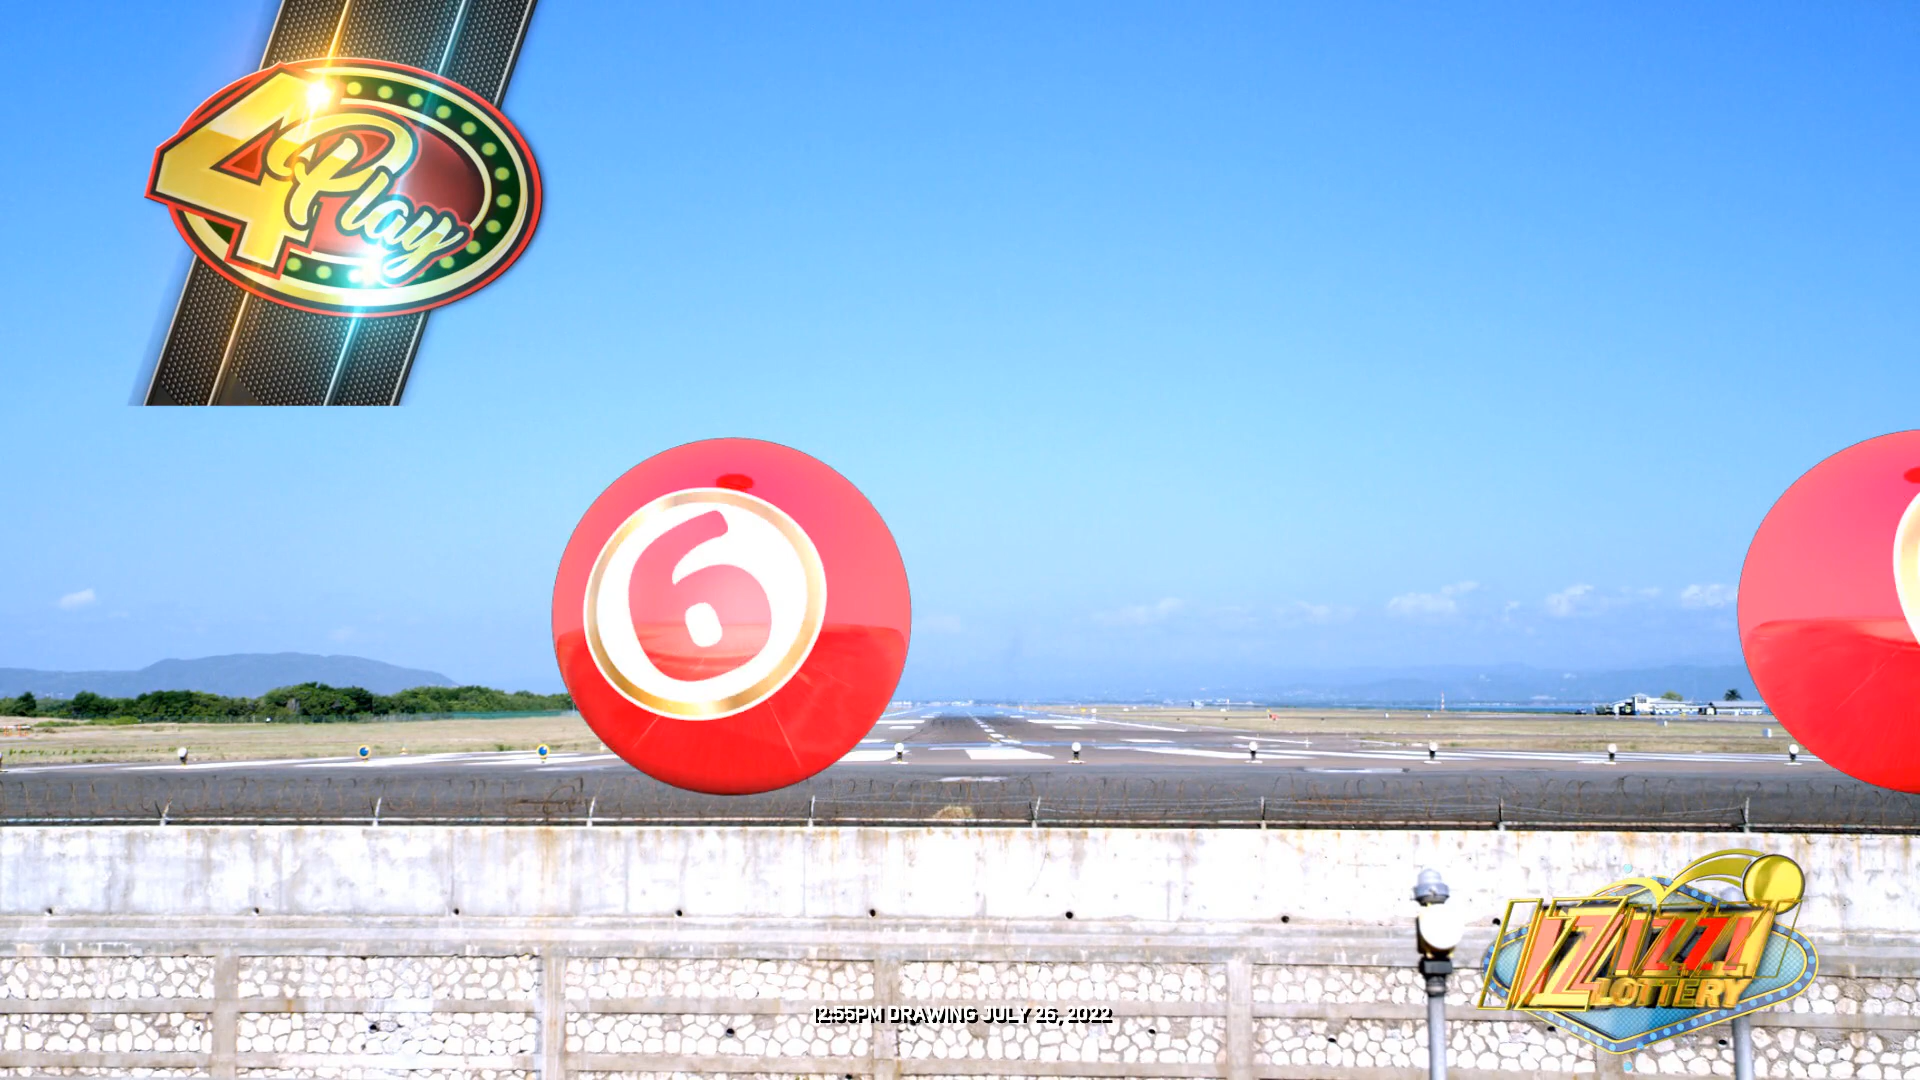 4Play
6
IZIZZI
LOTTERY
12:55PM DRAWING JULY 26, 2022